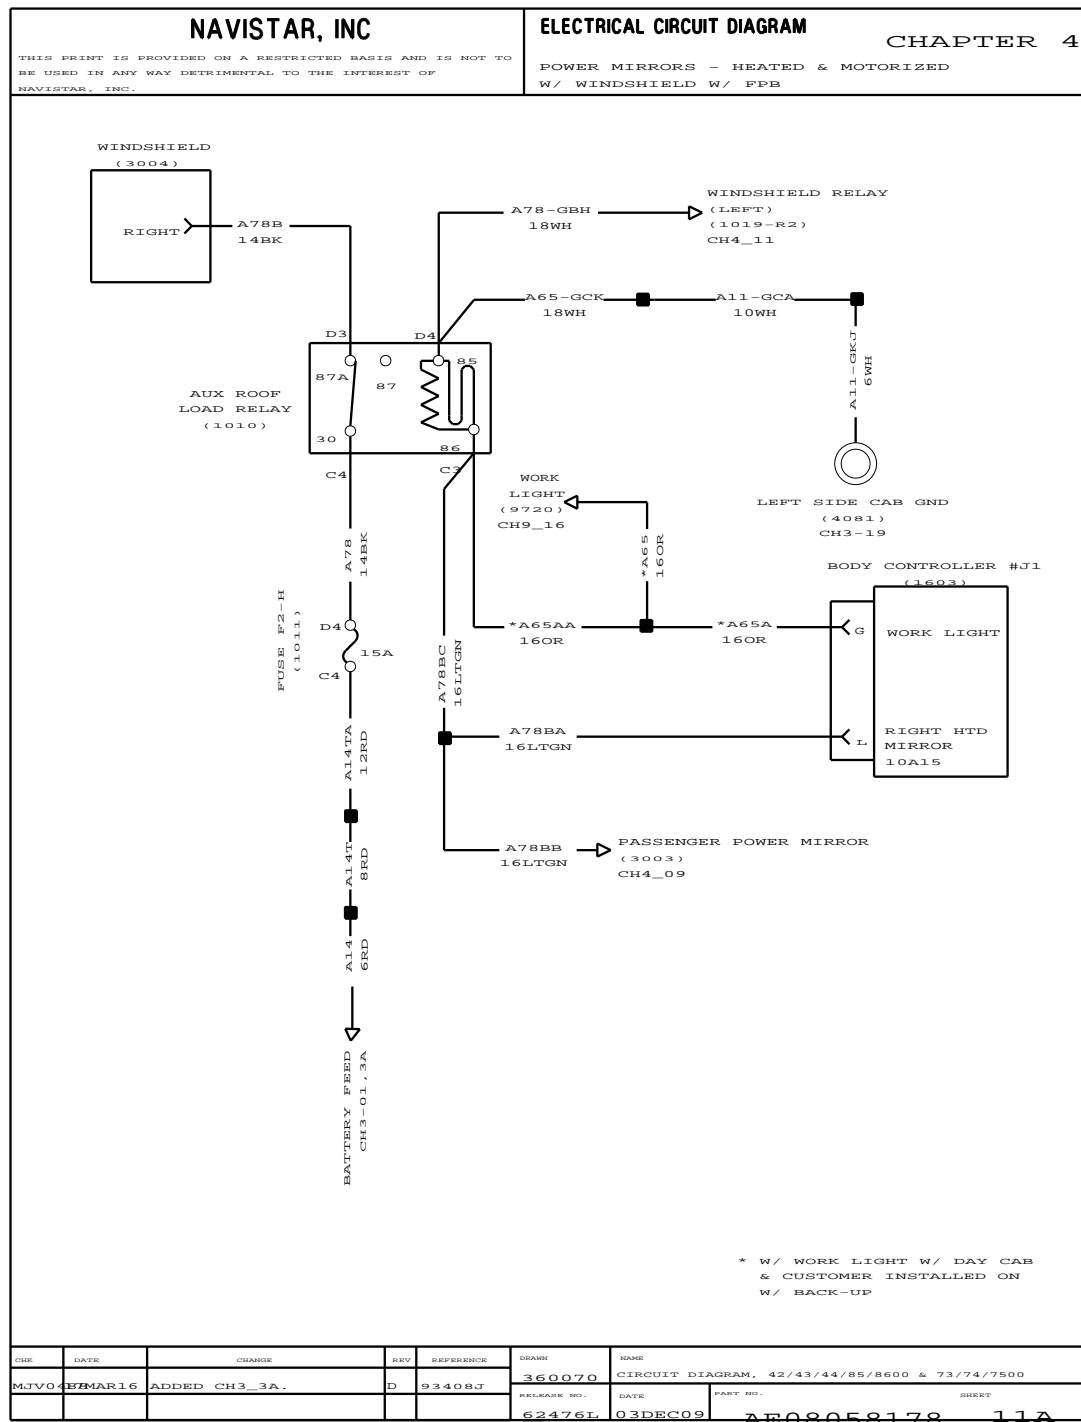 NAVISTAR, INC
THIS PRINT IS PROVIDED ON A RESTRICTED BASIS AND IS NOT TO
BE USED IN ANY WAY DETRIMENTAL TO THE INTEREST OF
NAVISTAR, INC.
ELECTRICAL CIRCUIT DIAGRAM
CHAPTER 4
POWER MIRRORS - HEATED & MOTORIZED
W/ WINDSHIELD W/ FPB
WINDSHIELD
(3004)
RIGHT
A78B
14BK
A78-GBH
18WH
WINDSHIELD RELAY
(LEFT)
(1019-R2)
CH4_11
A65-GCK
18WH
A11-GCA
10WH
A11-GKJ
6WH
D3
D4
87A
87
85
30
86
AUX ROOF
LOAD RELAY
(1010)
C4
C3
WORK
LIGHT
(9720)
CH9_16
LEFT SIDE CAB GND
(4081)
CH3-19
*A65
16OR
A78
14BK
BODY CONTROLLER #J1
(1603)
*A65AA
16OR
*A65A
16OR
G
WORK LIGHT
FUSE F2-H
(1011)
D4
15A
C4
A78BC
16LTGN
A78BA
16LTGN
L
RIGHT HTD
MIRROR
10A15
A14TA
12RD
A78BB
16LTGN
PASSENGER POWER MIRROR
(3003)
CH4_09
A14T
8RD
A14
6RD
BATTERY FEED
CH3-01,3A
* W/ WORK LIGHT W/ DAY CAB
& CUSTOMER INSTALLED ON
W/ BACK-UP
CHK DATE CHANGE REV REFERENCE
MAR16 ADDED CH3_3A. D 93408J
DRAWN
360070
NAME
CIRCUIT DIAGRAM, 42/43/44/85/8600 & 73/74/7500
RELEASE NO.
62476L
DATE
03DEC09
PART NO.
AE08058178
SHEET
11A